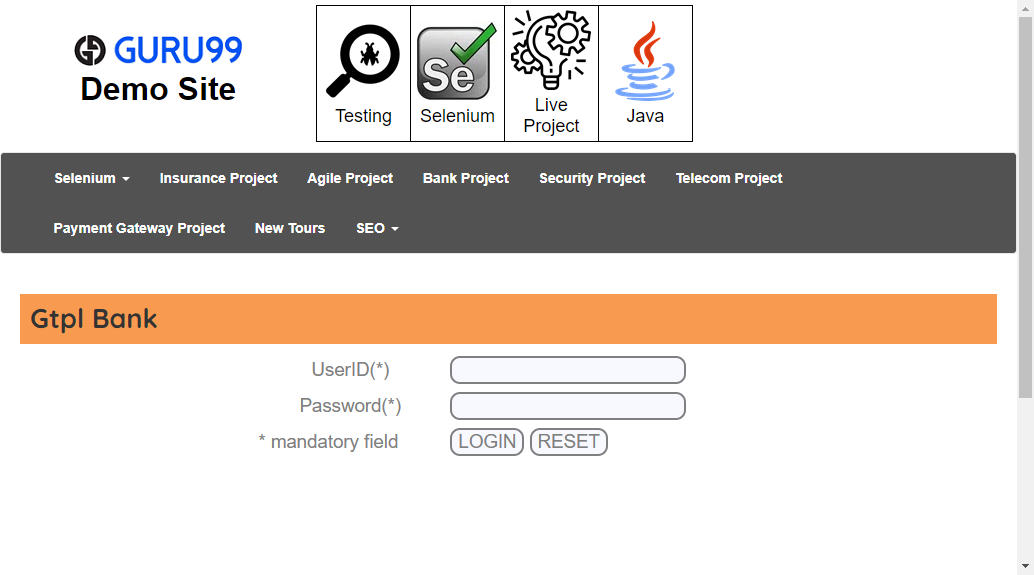 GURU99
Demo Site
Testing
Se
Selenium
Live
Project
Java
Selenium Insurance Project Agile Project Bank Project Security Project Telecom Project
Payment Gateway Project New Tours SEO
Gtpl Bank
UserID(*)
Password(*)
* mandatory field LOGIN RESET